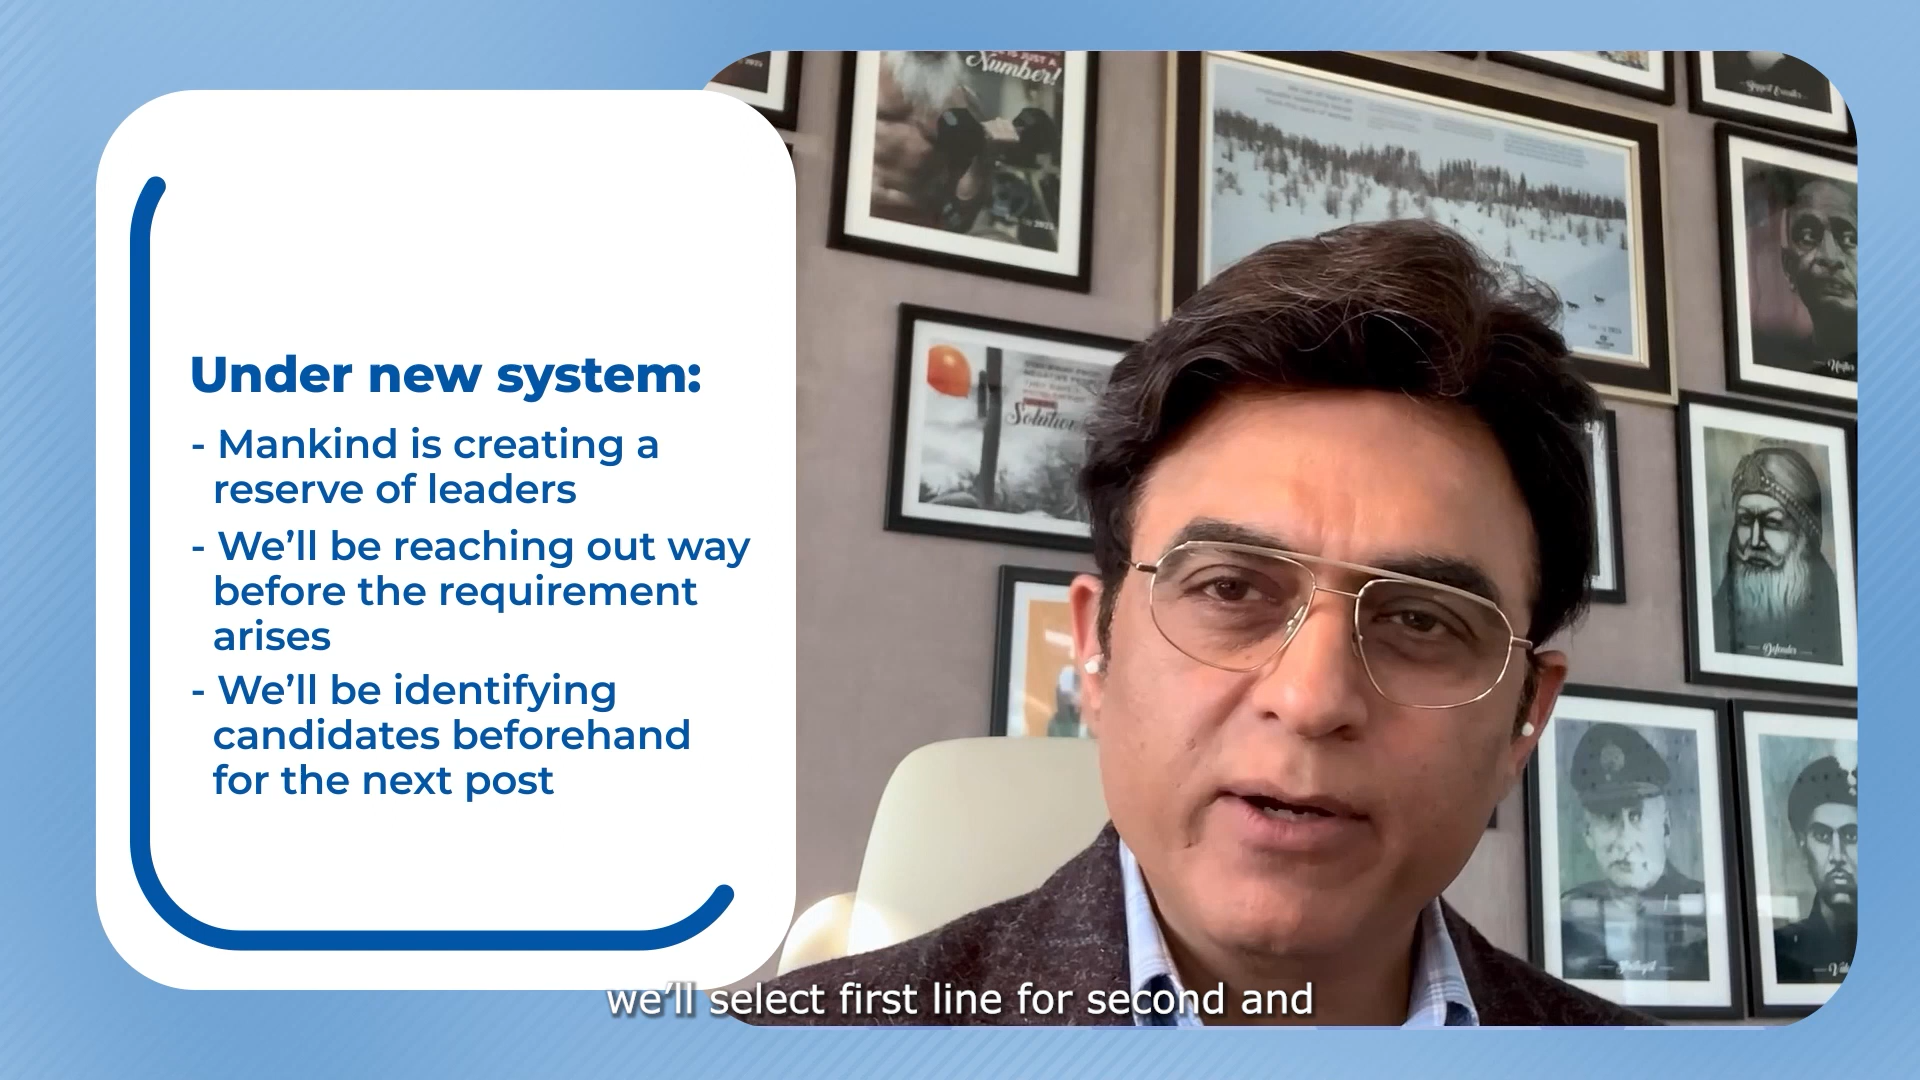 Under new system:
- Mankind is creating a
reserve of leaders
- We'll be reaching out way
before the requirement
arises
- We'll be identifying
candidates beforehand
for the next post
Number!
Solution
Defender
we'll select first line for second and